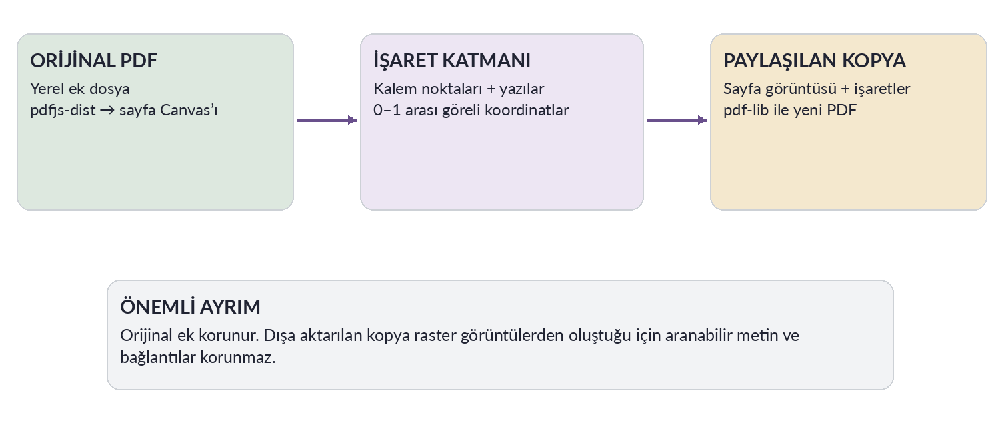 ORİJİNAL PDF
Yerel ek dosya
pdfjs-dist → sayfa Canvas’ı
İŞARET KATMANI
Kalem noktaları + yazılar
0–1 arası göreli koordinatlar
PAYLAŞILAN KOPYA
Sayfa görüntüsü + işaretler
pdf-lib ile yeni PDF
ÖNEMLİ AYRIM
Orijinal ek korunur. Dışa aktarılan kopya raster görüntülerden oluştuğu için aranabilir metin ve
bağlantılar korunmaz.